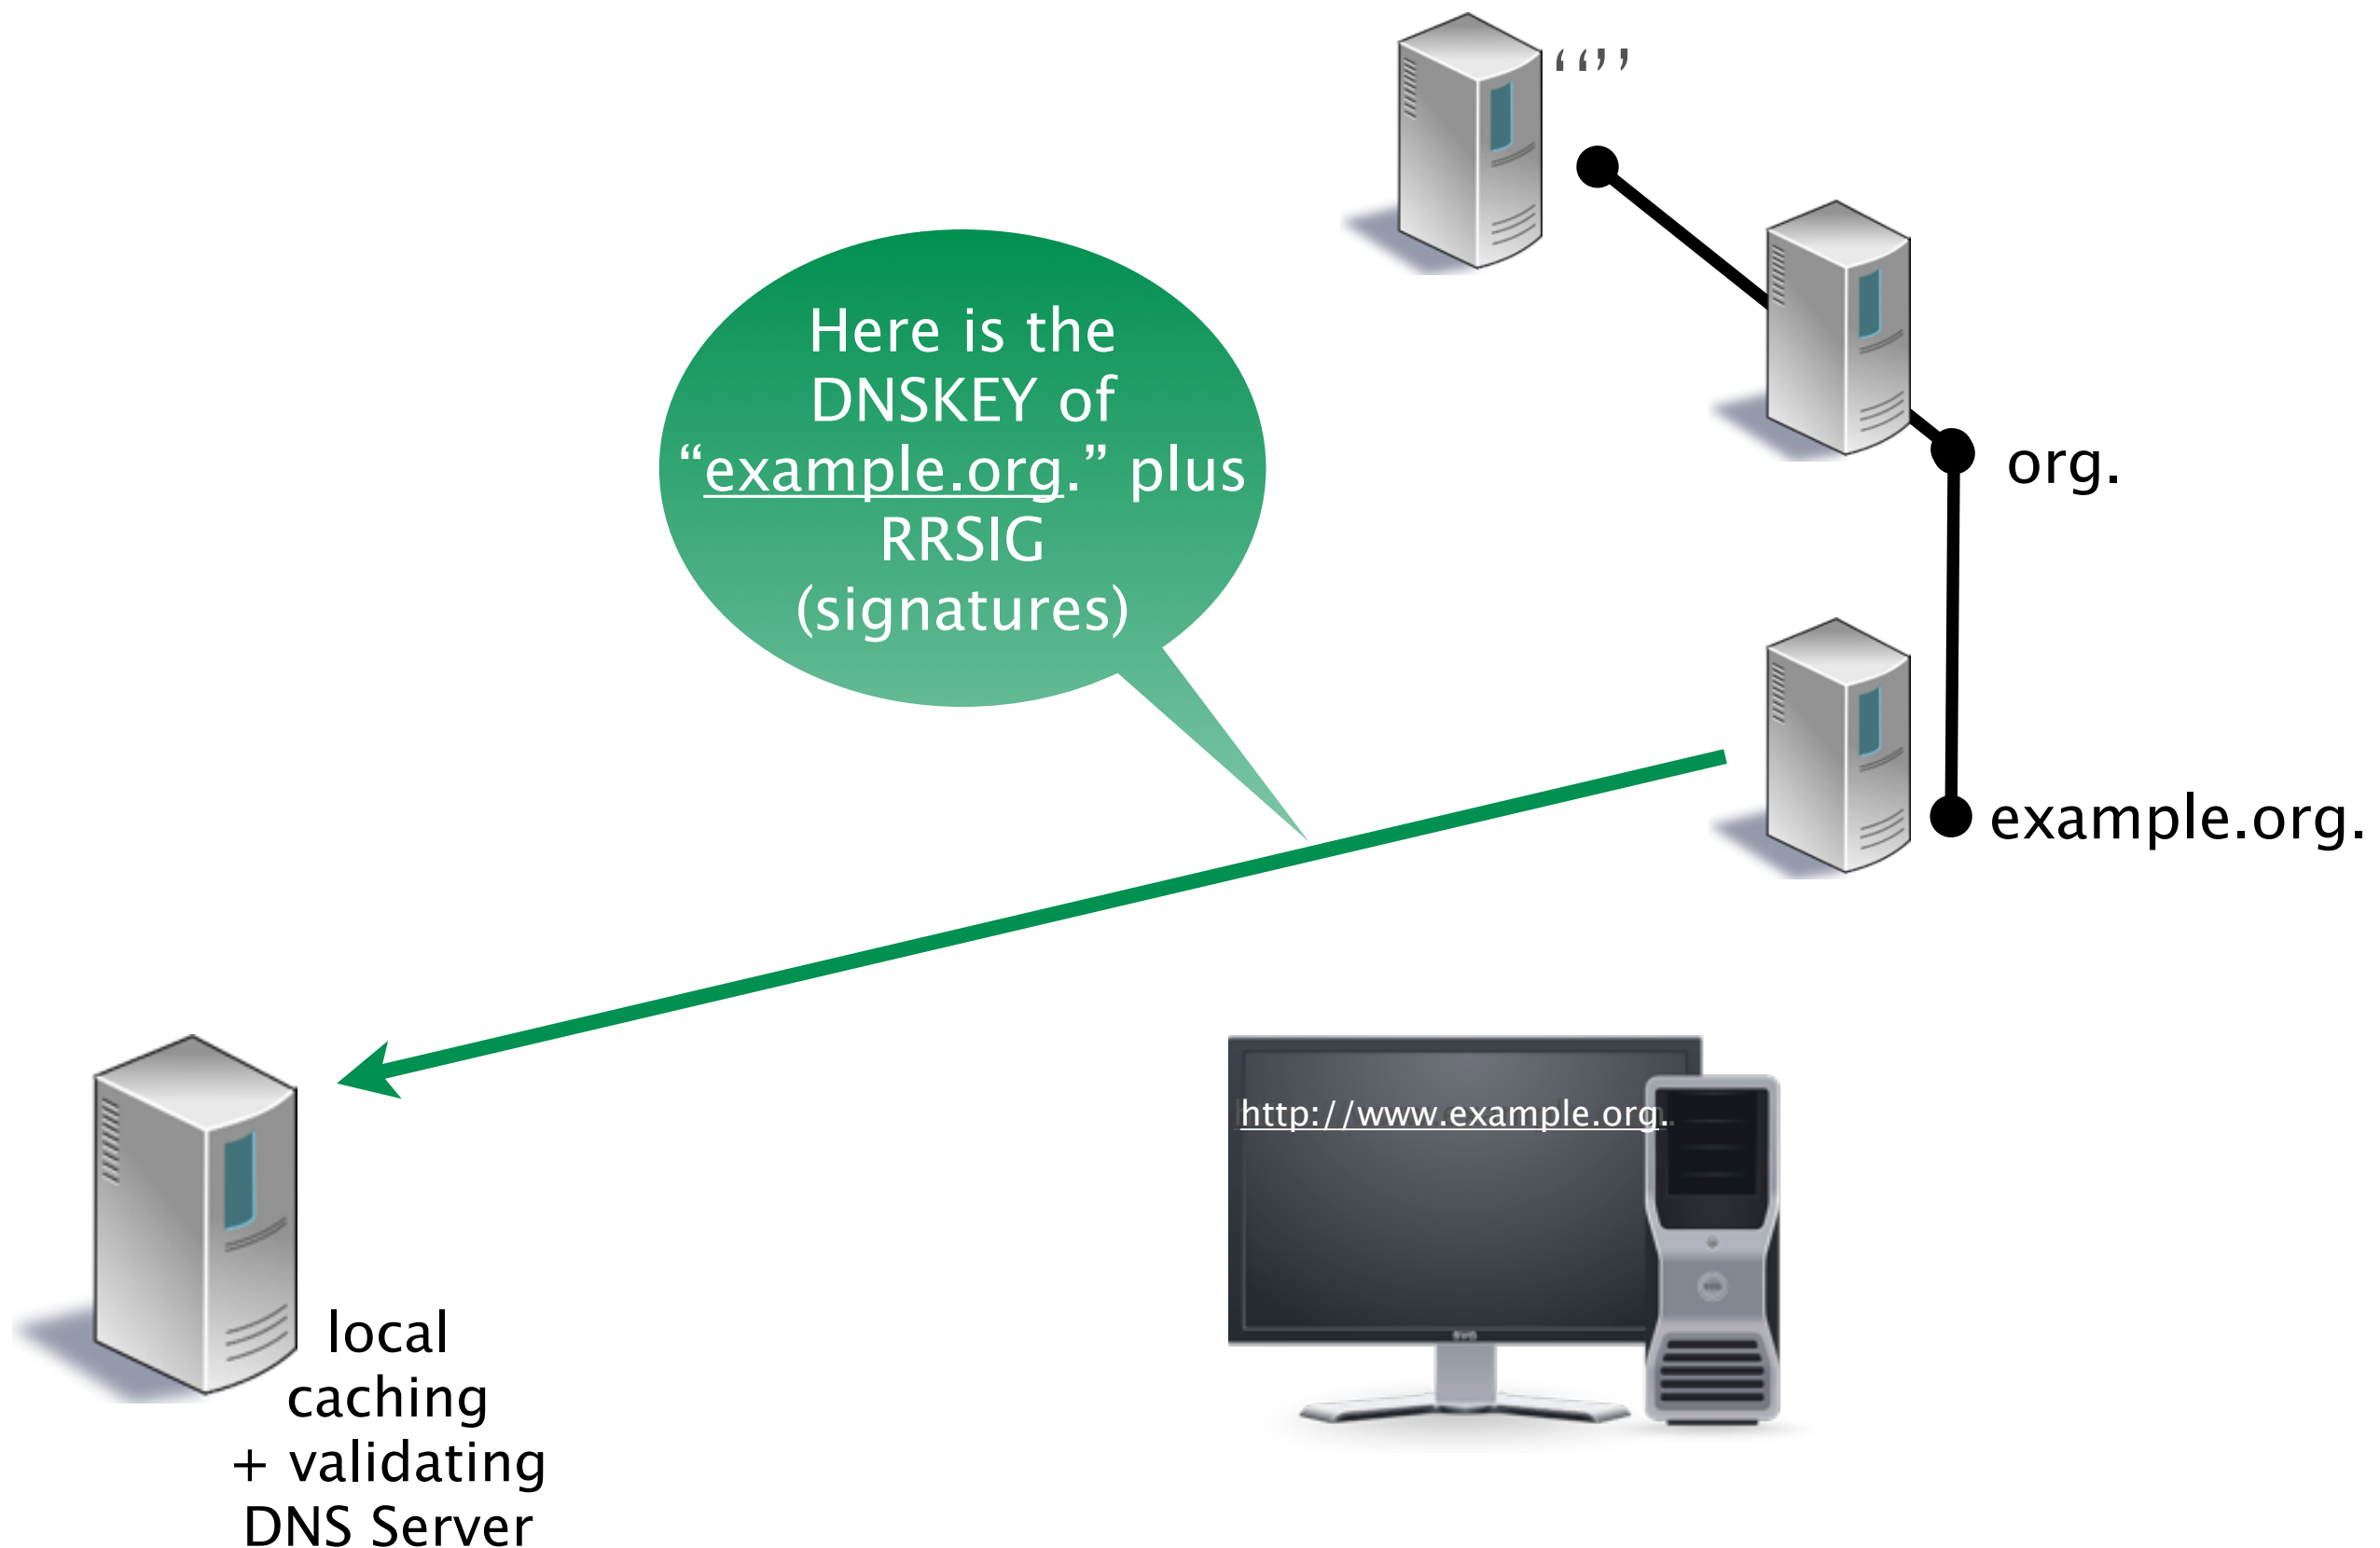 “‘’’
Here is the
DNSKEY of
“example.org.” plus
RRSIG
(signatures)
org.
example.org.
http://www.example.org.
local
caching
+ validating
DNS Server